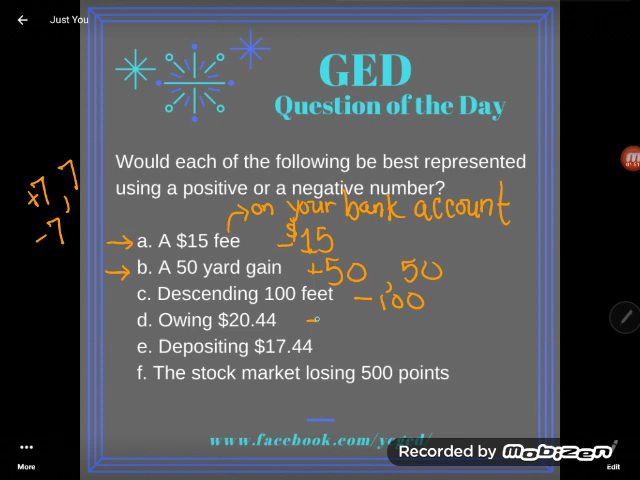 Just You
GED
Question of the Day
Would each of the following be best represented
using a positive or a negative number?
+7, 7
-7
on your bank account
a. A $15 fee -$15
b. A 50 yard gain +50, 50
c. Descending 100 feet -100
d. Owing $20.44 -
e. Depositing $17.44
f. The stock market losing 500 points
www.facebook.com/ycged/
Recorded by mobizen
More
Edit